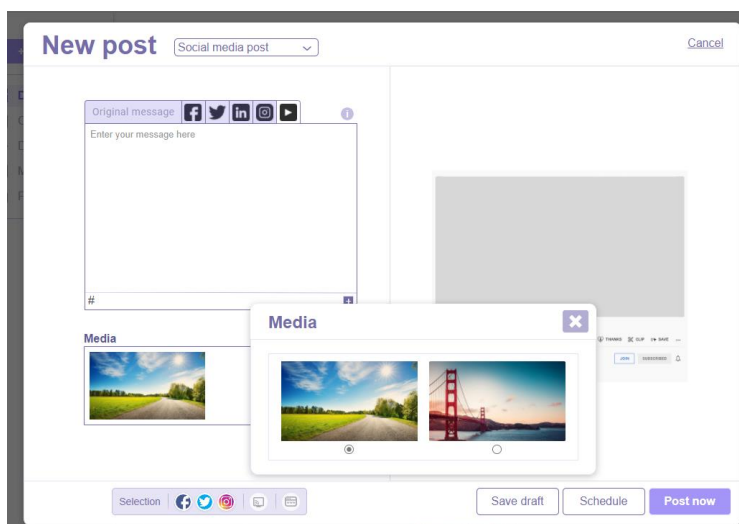 New post
Social media post
Cancel
Original message
Enter your message here
#
Media
Media
THANKS CLIP SAVE ...
JOIN SUBSCRIBED
Selection
Save draft
Schedule
Post now